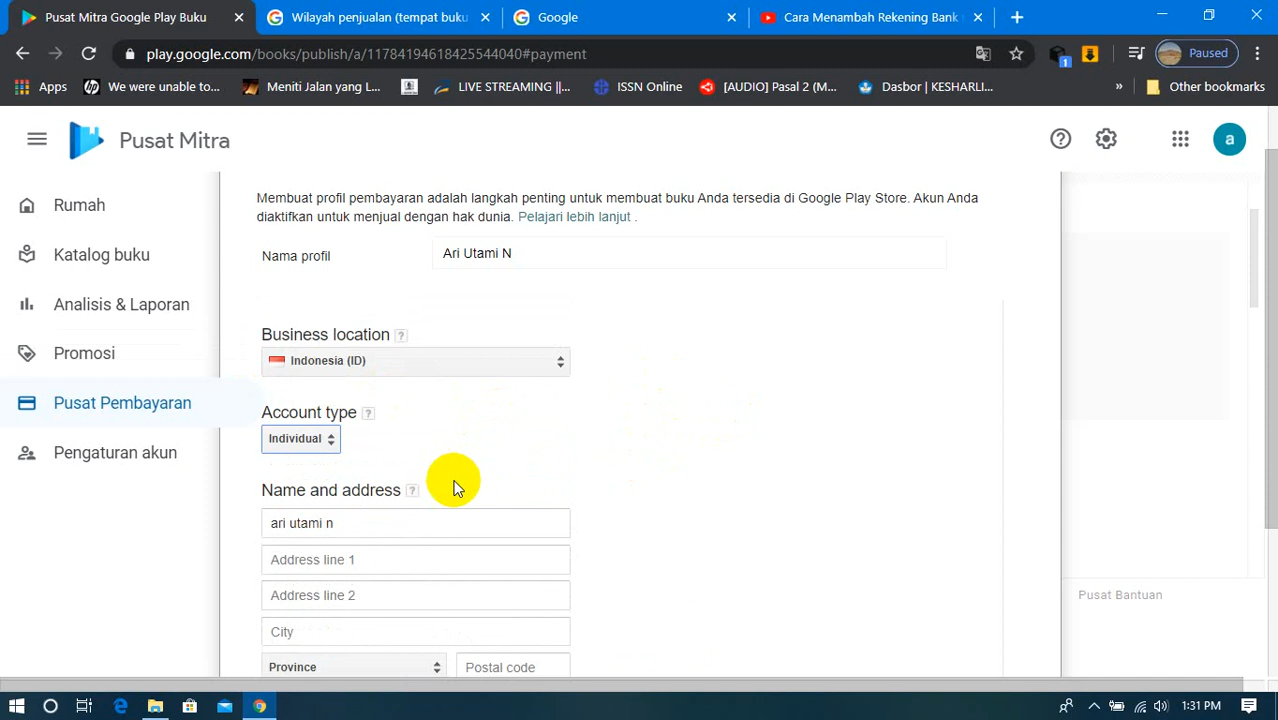 Pusat Mitra Google Play Buku
Wilayah penjualan (tempat buku
Google
Cara Menambah Rekening Bank
play.google.com/books/publish/a/11784194618425544040#payment
1
Paused
Apps
We were unable to...
Meniti Jalan yang L...
LIVE STREAMING ||...
ISSN Online
[AUDIO] Pasal 2 (M...
Dasbor | KESHARLI...
»
Other bookmarks
Pusat Mitra
a
Membuat profil pembayaran adalah langkah penting untuk membuat buku Anda tersedia di Google Play Store. Akun Anda
diaktifkan untuk menjual dengan hak dunia. Pelajari lebih lanjut .
Rumah
Nama profil
Ari Utami N
Katalog buku
Analisis & Laporan
Business location ?
Promosi
Indonesia (ID)
Pusat Pembayaran
Account type ?
Individual
Pengaturan akun
Name and address ?
ari utami n
Address line 1
Address line 2
Pusat Bantuan
City
Province
Postal code
1:31 PM